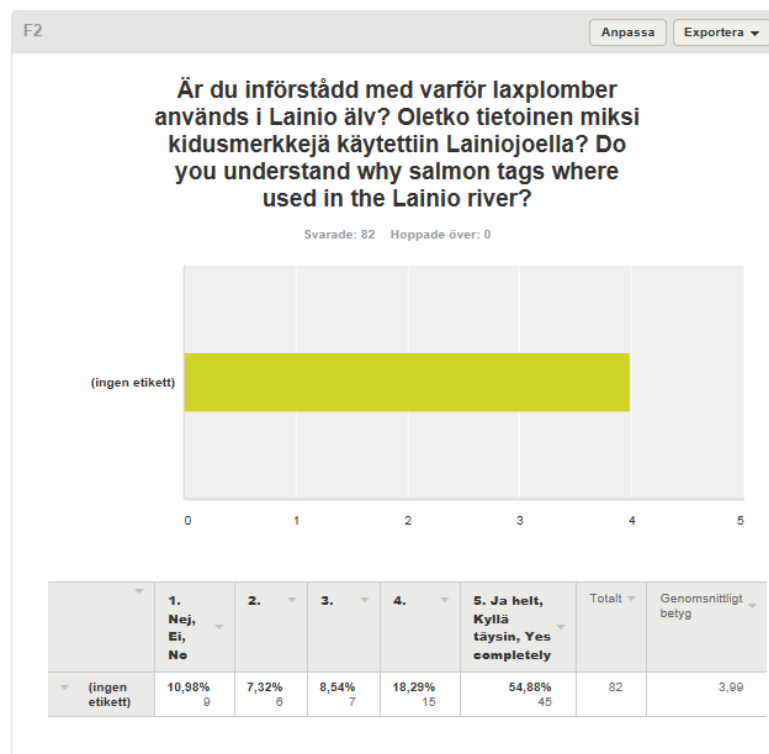 F2
Anpassa
Exportera
Är du införstådd med varför laxplomber
används i Lainio älv? Oletko tietoinen miksi
kidusmerkkejä käytettiin Lainiojoella? Do
you understand why salmon tags where
used in the Lainio river?
Svarade: 82 Hoppade över: 0
(ingen etikett)
0 1 2 3 4 5
1. Nej, Ei, No
2.
3.
4.
5. Ja helt, Kyllä täysin, Yes completely
Totalt
Genomsnittligt betyg
(ingen etikett)
10,98% 7,32% 8,54% 18,29% 54,88% 82 3,99
9 6 7 15 45